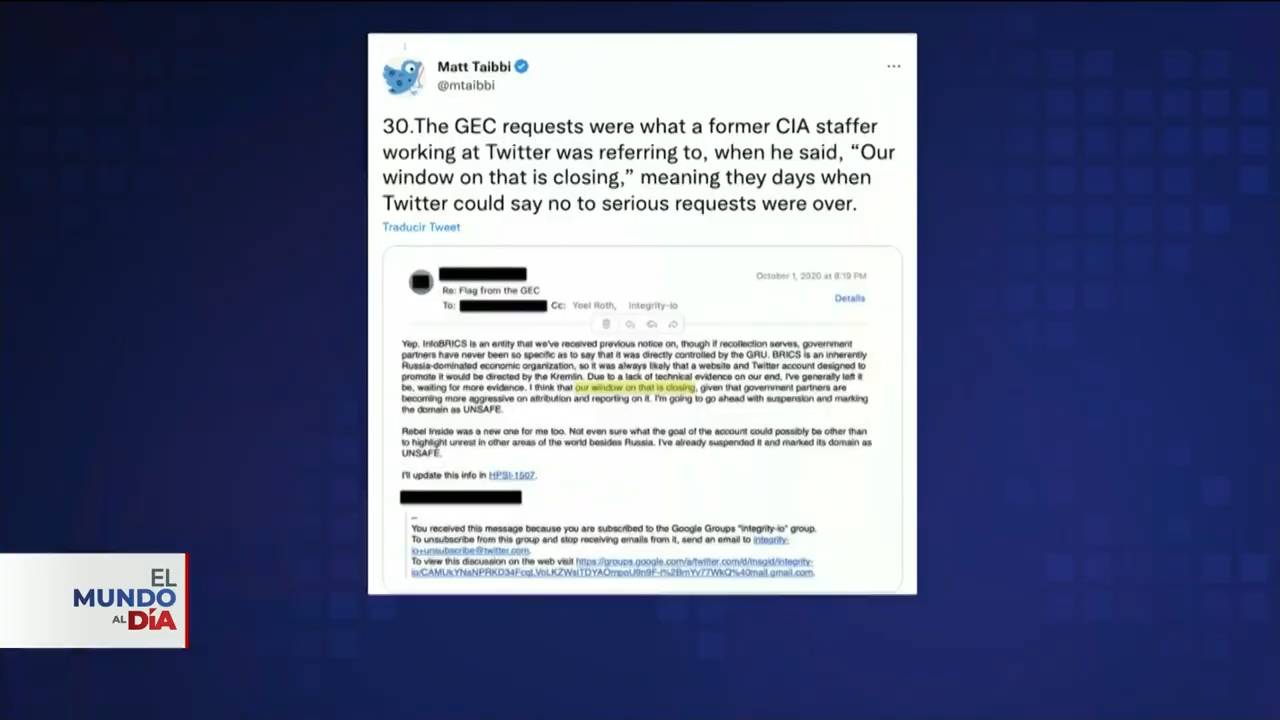 Matt Taibbi
@mtaibbi
30.The GEC requests were what a former CIA staffer
working at Twitter was referring to, when he said, “Our
window on that is closing,” meaning they days when
Twitter could say no to serious requests were over.
Traducir Tweet
October 1, 2020 at 8:19 PM
Re: Flag from the GEC
Details
To: Cc: Yoel Roth, Integrity-io
Yep. InfoBRICS is an entity that we've received previous notice on, though if recollection serves, government
partners have never been so specific as to say that it was directly controlled by the GRU. BRICS is an inherently
Russia-dominated economic organization, so it was always likely that a website and Twitter account designed to
promote it would be directed by the Kremlin. Due to a lack of technical evidence on our end, I've generally left it
be, waiting for more evidence. I think that our window on that is closing, given that government partners are
becoming more aggressive on attribution and reporting on it. I'm going to go ahead with suspension and marking
the domain as UNSAFE.
Rebel Inside was a new one for me too. Not even sure what the goal of the account could possibly be other than
to highlight unrest in other areas of the world besides Russia. I've already suspended it and marked its domain as
UNSAFE.
I'll update this info in HPSI-1507.
--
You received this message because you are subscribed to the Google Groups "integrity-io" group.
To unsubscribe from this group and stop receiving emails from it, send an email to integrity-
io+unsubscribe@twitter.com.
To view this discussion on the web visit https://groups.google.com/a/twitter.com/d/msgid/integrity-
EL
MUNDO
AL DÍA